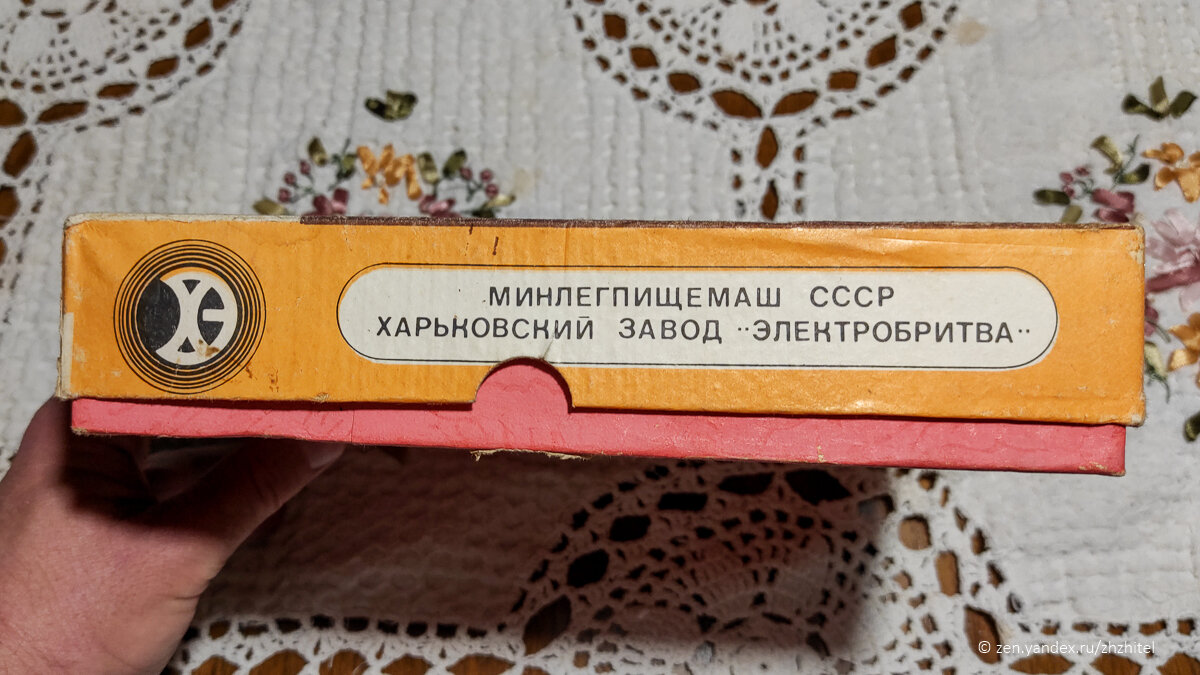 МИНЛЕГПИЩЕМАШ СССР
ХАРЬКОВСКИЙ ЗАВОД "ЭЛЕКТРОБРИТВА"
© zen.yandex.ru/zhzhitel